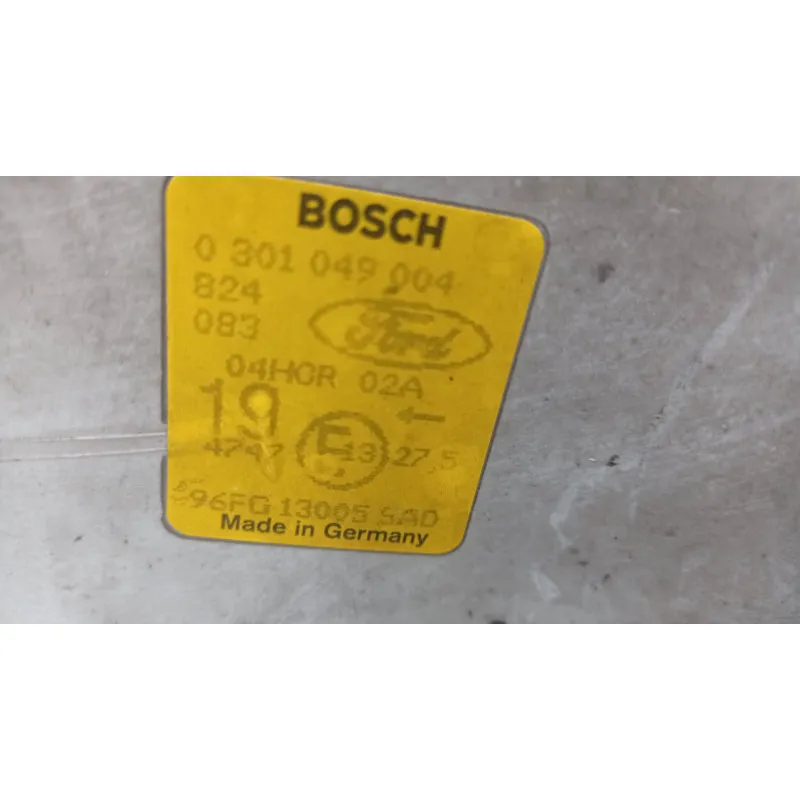 BOSCH
0 301 049 004
824
083
Ford
04HCR 02A
19 ←
4747 E 13 27,5
96FG 13005 SAD
Made in Germany